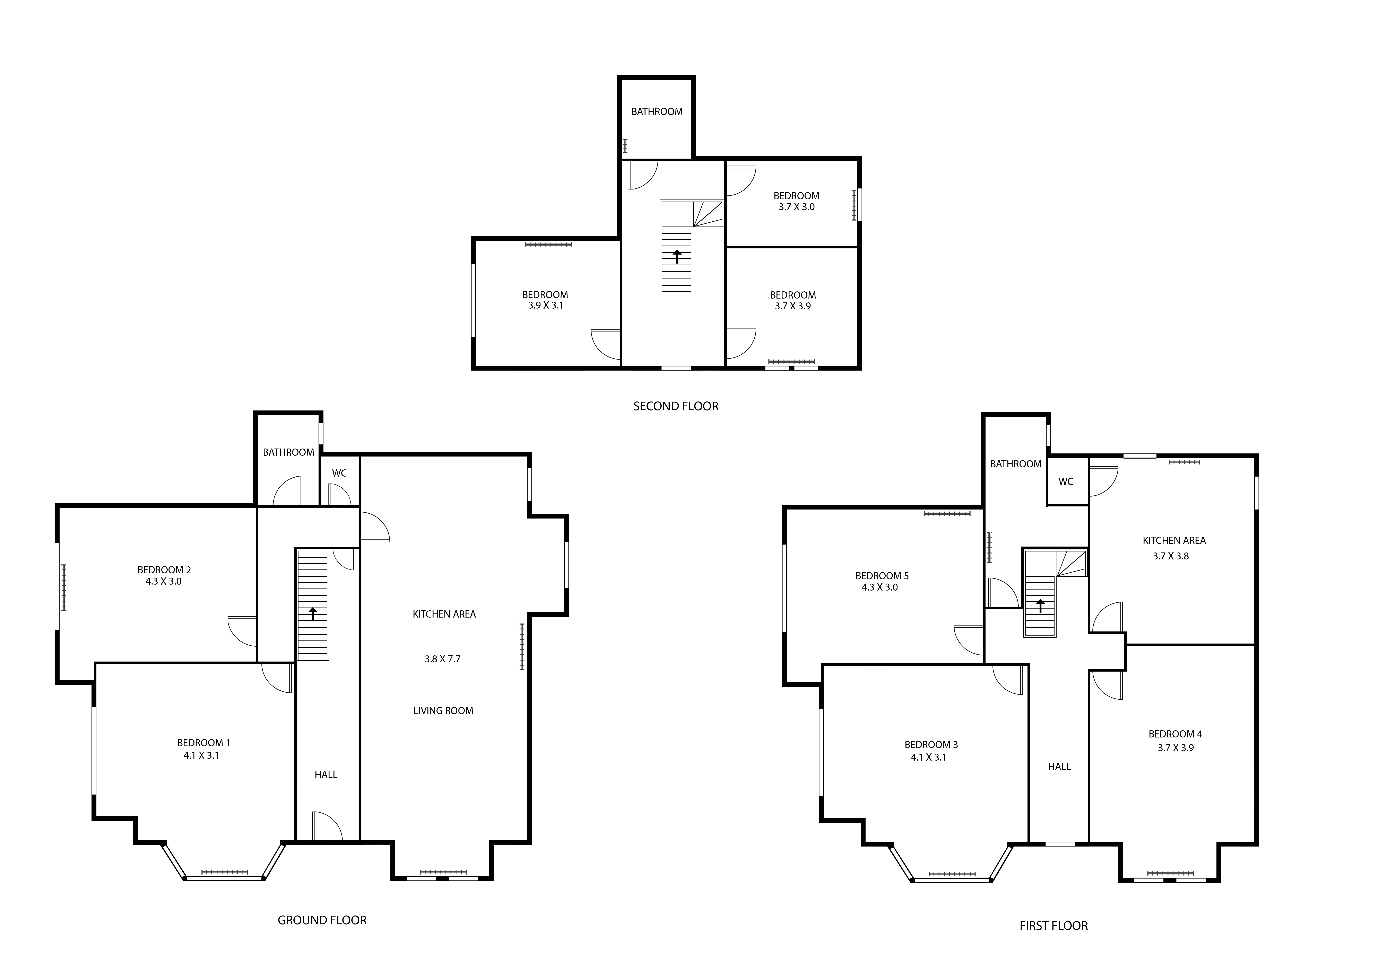 BATHROOM
BEDROOM
3.7 X 3.0
BEDROOM
3.9 X 3.1
BEDROOM
3.7 X 3.9
SECOND FLOOR
BATHROOM
WC
BEDROOM 2
4.3 X 3.0
KITCHEN AREA
3.8 X 7.7
LIVING ROOM
BEDROOM 1
4.1 X 3.1
HALL
GROUND FLOOR
BATHROOM
WC
KITCHEN AREA
3.7 X 3.8
BEDROOM 5
4.3 X 3.0
BEDROOM 3
4.1 X 3.1
BEDROOM 4
3.7 X 3.9
HALL
FIRST FLOOR